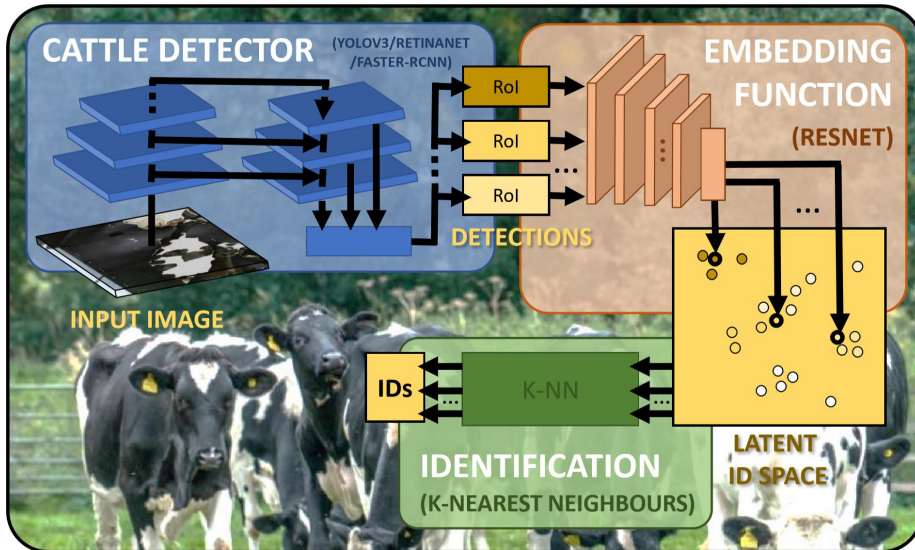 CATTLE DETECTOR
(YOLOV3/RETINANET
/FASTER-RCNN)
INPUT IMAGE
RoI
RoI
RoI
DETECTIONS
EMBEDDING
FUNCTION
(RESNET)
LATENT
ID SPACE
K-NN
IDs
IDENTIFICATION
(K-NEAREST NEIGHBOURS)